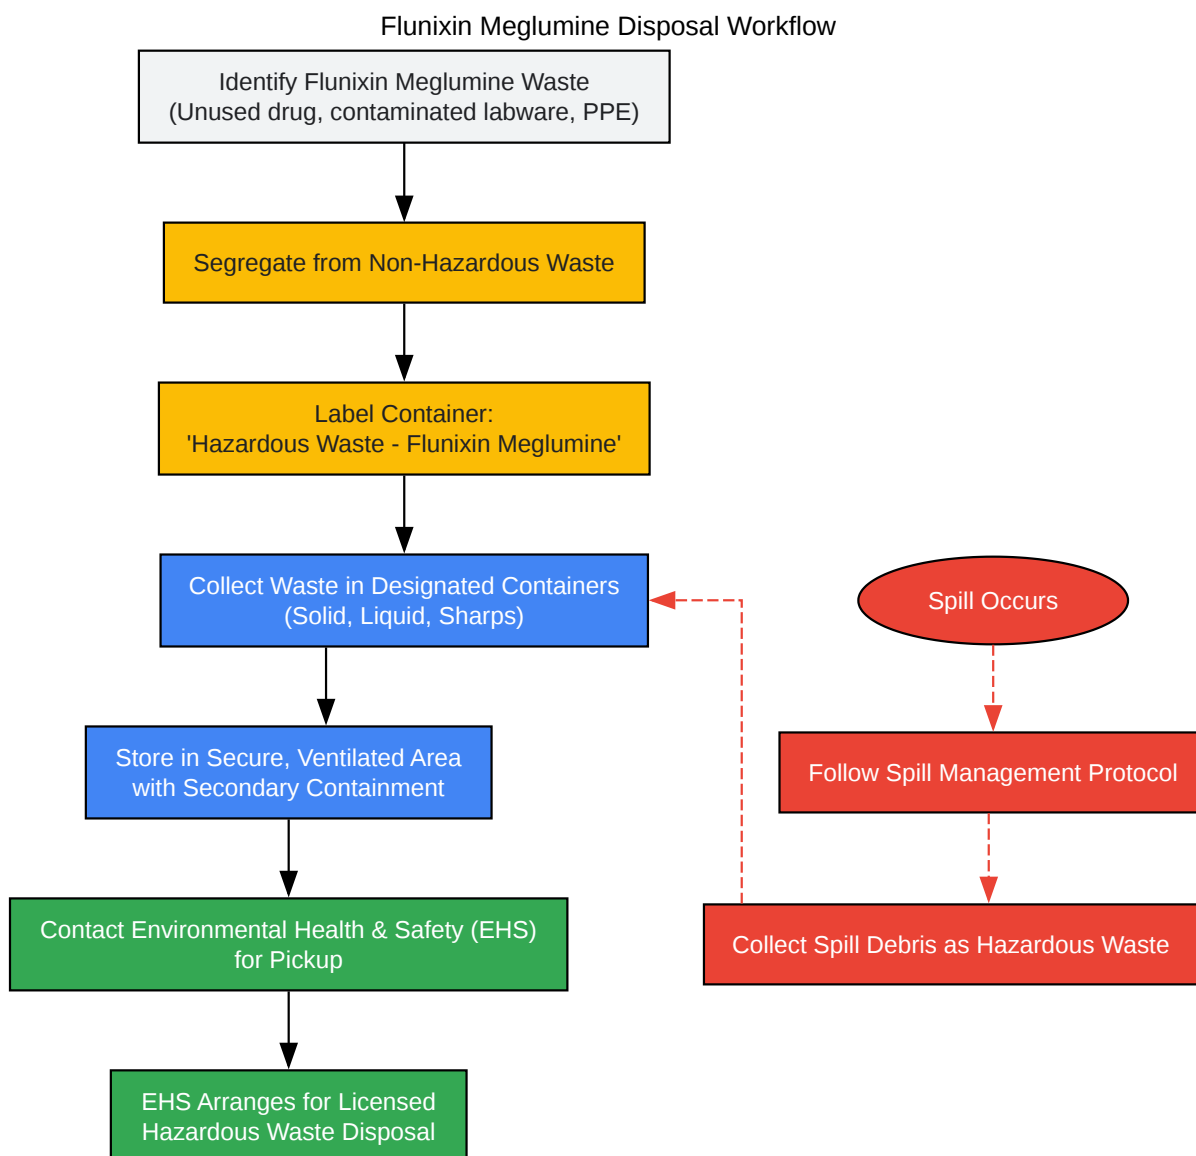 Flunixin Meglumine Disposal Workflow
Identify Flunixin Meglumine Waste
(Unused drug, contaminated labware, PPE)
Segregate from Non-Hazardous Waste
Label Container:
'Hazardous Waste - Flunixin Meglumine'
Collect Waste in Designated Containers
(Solid, Liquid, Sharps)
Store in Secure, Ventilated Area
with Secondary Containment
Contact Environmental Health & Safety (EHS)
for Pickup
EHS Arranges for Licensed
Hazardous Waste Disposal
Spill Occurs
Follow Spill Management Protocol
Collect Spill Debris as Hazardous Waste